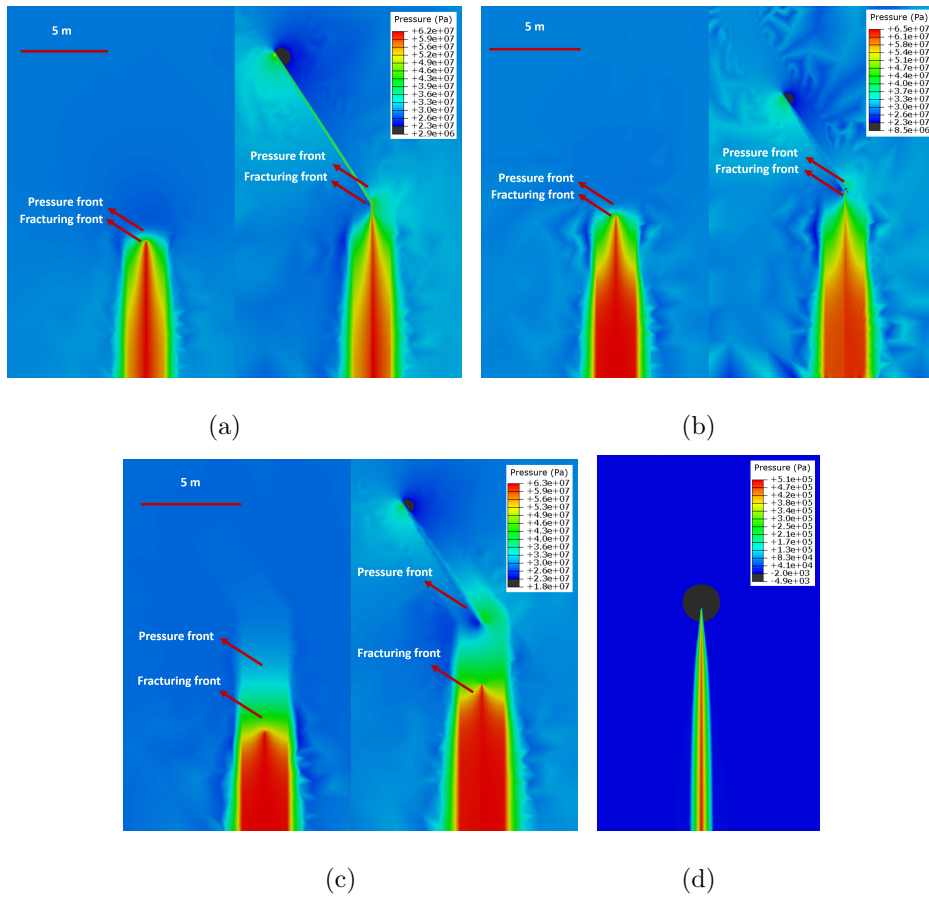 5 m
Pressure (Pa)
+6.2e+07
+5.9e+07
+5.6e+07
+5.2e+07
+4.9e+07
+4.6e+07
+4.3e+07
+3.9e+07
+3.6e+07
+3.3e+07
+3.0e+07
+2.6e+07
+2.3e+07
+2.9e+06
Pressure front
Fracturing front
Pressure front
Fracturing front
(a)
5 m
Pressure (Pa)
+6.5e+07
+6.1e+07
+5.8e+07
+5.4e+07
+5.1e+07
+4.7e+07
+4.4e+07
+4.0e+07
+3.7e+07
+3.3e+07
+3.0e+07
+2.6e+07
+2.3e+07
+8.5e+06
Pressure front
Fracturing front
Pressure front
Fracturing front
(b)
5 m
Pressure (Pa)
+6.3e+07
+5.9e+07
+5.6e+07
+5.3e+07
+4.9e+07
+4.6e+07
+4.3e+07
+4.0e+07
+3.6e+07
+3.3e+07
+3.0e+07
+2.6e+07
+2.3e+07
+1.8e+07
Pressure front
Fracturing front
Pressure front
Fracturing front
(c)
Pressure (Pa)
+5.1e+05
+4.7e+05
+4.2e+05
+3.8e+05
+3.4e+05
+3.0e+05
+2.5e+05
+2.1e+05
+1.7e+05
+1.3e+05
+8.3e+04
+4.1e+04
-2.0e+03
-4.9e+03
(d)